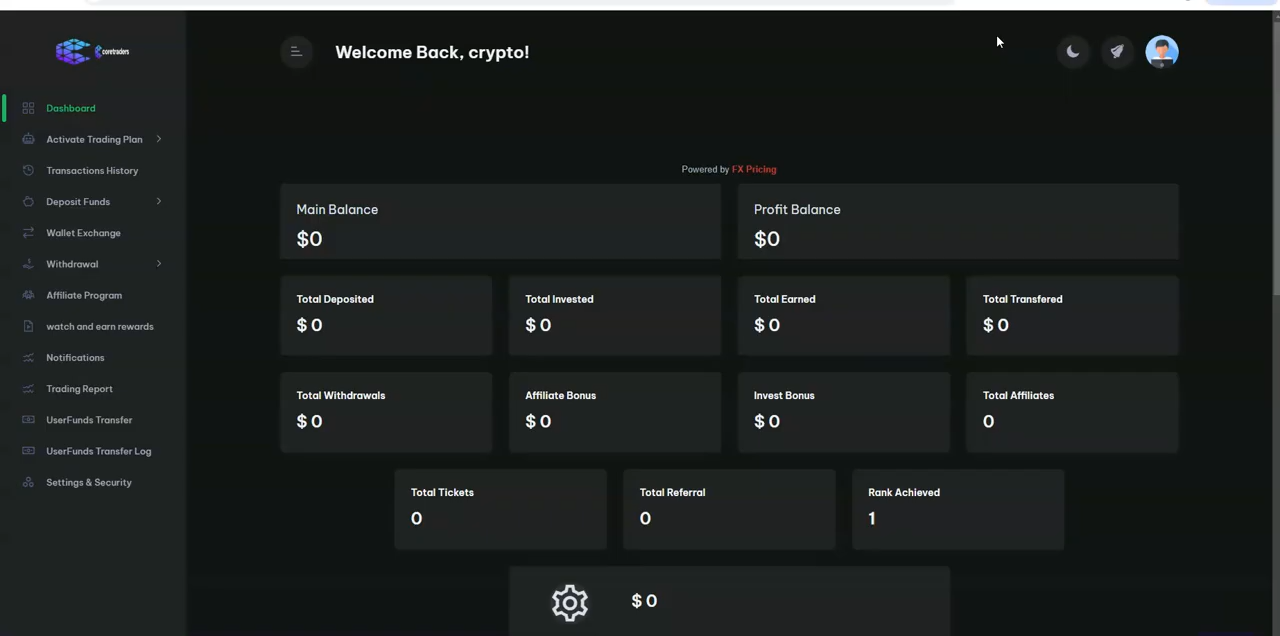 coretraders
Welcome Back, crypto!
Dashboard
Activate Trading Plan
Transactions History
Deposit Funds
Wallet Exchange
Withdrawal
Affiliate Program
watch and earn rewards
Notifications
Trading Report
UserFunds Transfer
UserFunds Transfer Log
Settings & Security
Powered by FX Pricing
Main Balance
$0
Profit Balance
$0
Total Deposited
$ 0
Total Invested
$ 0
Total Earned
$ 0
Total Transfered
$ 0
Total Withdrawals
$ 0
Affiliate Bonus
$ 0
Invest Bonus
$ 0
Total Affiliates
0
Total Tickets
0
Total Referral
0
Rank Achieved
1
$ 0